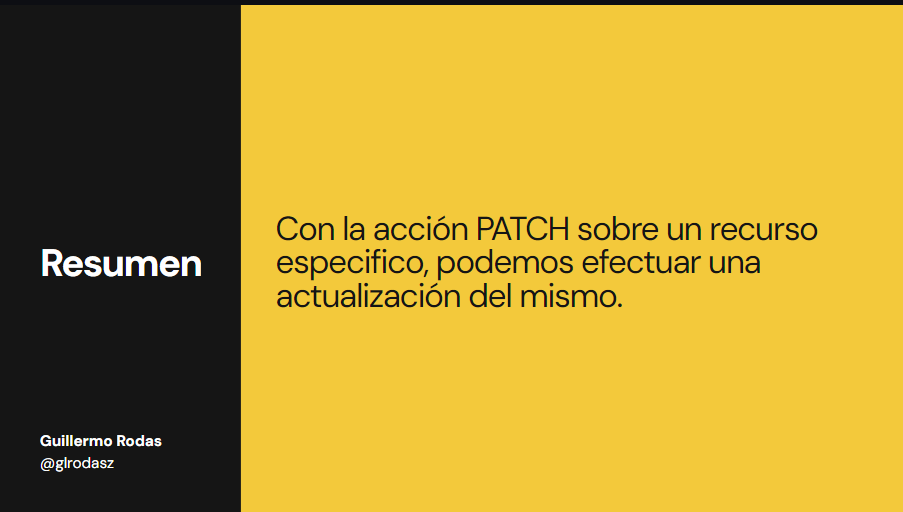 Resumen
Con la acción PATCH sobre un recurso
especifico, podemos efectuar una
actualización del mismo.
Guillermo Rodas
@glrodasz